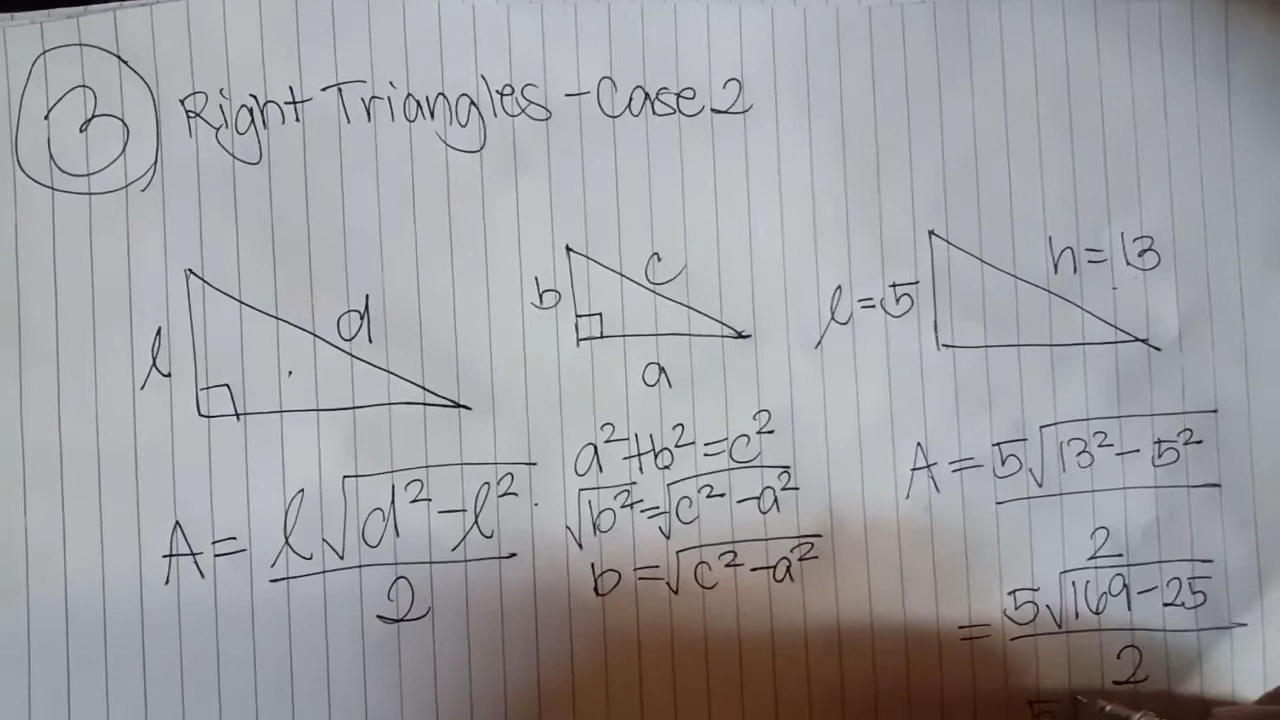 3 Right Triangles - Case 2
l
d
A = l√(d² - l²) / 2
b
c
a
a² + b² = c²
√b² = √(c² - a²)
b = √(c² - a²)
l = 5
h = 13
A = 5√(13² - 5²) / 2
= 5√(169 - 25) / 2